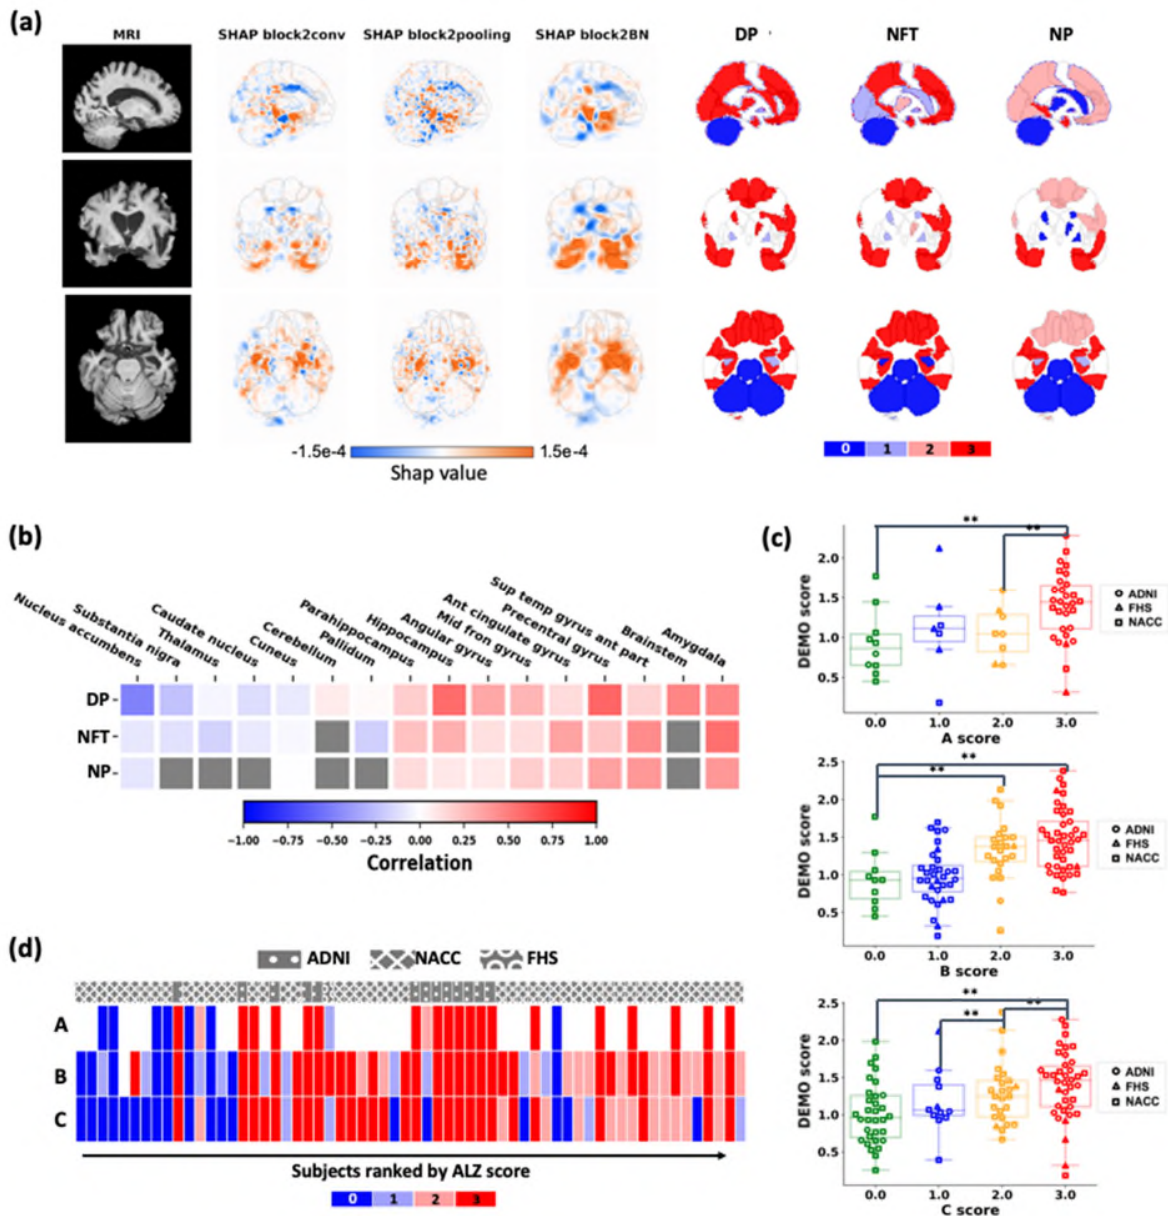 (a)
MRI SHAP block2conv SHAP block2pooling SHAP block2BN DP NFT NP
-1.5e-4 1.5e-4
Shap value
0 1 2 3
(b)
Nucleus accumbens
Substantia nigra
Thalamus
Caudate nucleus
Cuneus
Cerebellum
Pallidum
Parahippocampus
Hippocampus
Angular gyrus
Mid fron gyrus
Ant cingulate gyrus
Precentral gyrus
Sup temp gyrus ant part
Brainstem
Amygdala
DP
NFT
NP
-1.00 -0.75 -0.50 -0.25 0.00 0.25 0.50 0.75 1.00
Correlation
(c)
**
**
DEMO score
2.0
1.5
1.0
0.5
0.0 1.0 2.0 3.0
A score
ADNI
FHS
NACC
**
**
DEMO score
2.5
2.0
1.5
1.0
0.5
0.0 1.0 2.0 3.0
B score
ADNI
FHS
NACC
**
**
**
DEMO score
2.5
2.0
1.5
1.0
0.5
0.0 1.0 2.0 3.0
C score
ADNI
FHS
NACC
(d)
ADNI NACC FHS
A
B
C
Subjects ranked by ALZ score
0 1 2 3